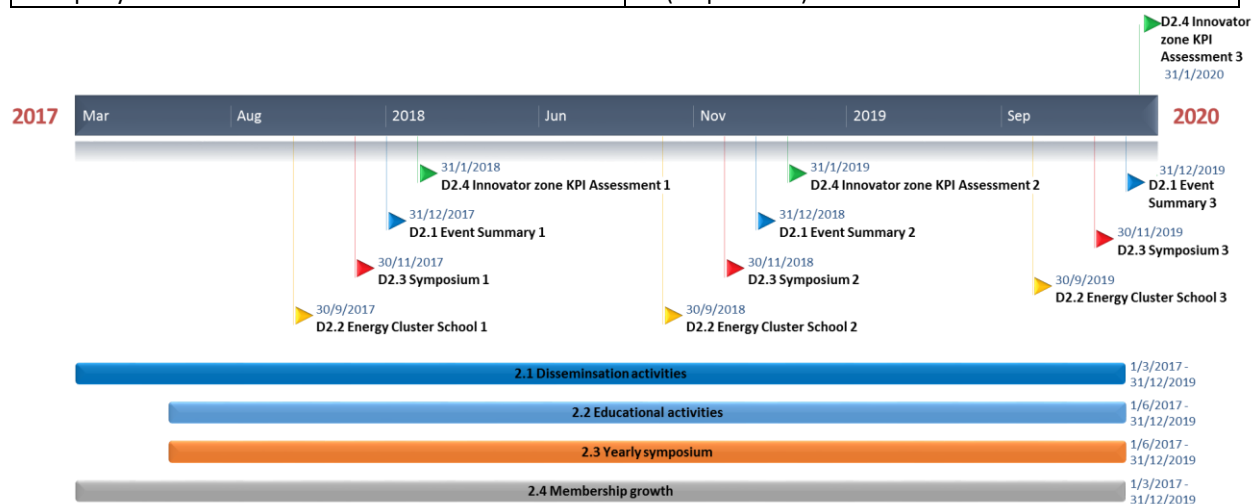 D2.4 Innovator
zone KPI
Assessment 3
31/1/2020
2017 Mar Aug 2018 Jun Nov 2019 Sep 2020
31/1/2018
D2.4 Innovator zone KPI Assessment 1
31/1/2019
D2.4 Innovator zone KPI Assessment 2
31/12/2019
D2.1 Event
Summary 3
31/12/2017
D2.1 Event Summary 1
31/12/2018
D2.1 Event Summary 2
30/11/2019
D2.3 Symposium 3
30/11/2017
D2.3 Symposium 1
30/11/2018
D2.3 Symposium 2
30/9/2019
D2.2 Energy Cluster School 3
30/9/2017
D2.2 Energy Cluster School 1
30/9/2018
D2.2 Energy Cluster School 2
2.1 Dissemination activities
1/3/2017 -
31/12/2019
2.2 Educational activities
1/6/2017 -
31/12/2019
2.3 Yearly symposium
1/6/2017 -
31/12/2019
2.4 Membership growth
1/3/2017 -
31/12/2019